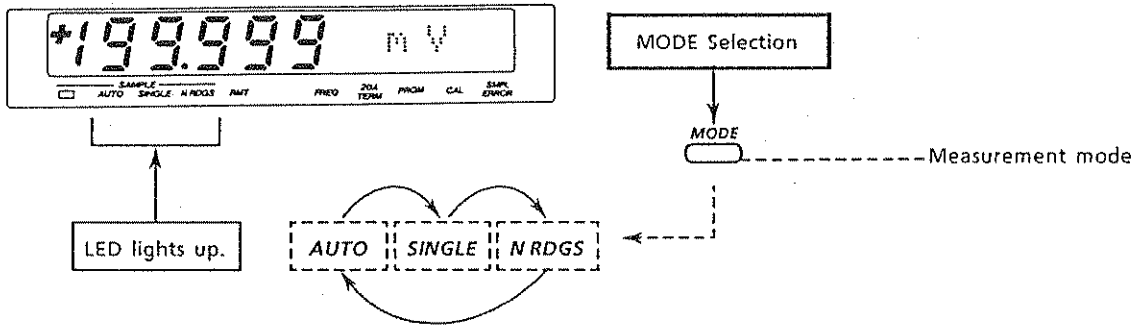 +199.999 mV
SAMPLE
AUTO SINGLE N RDGS RMT FREQ 20A TERM PROM CAL SMPL ERROR
MODE Selection
MODE
Measurement mode
LED lights up.
AUTO SINGLE N RDGS